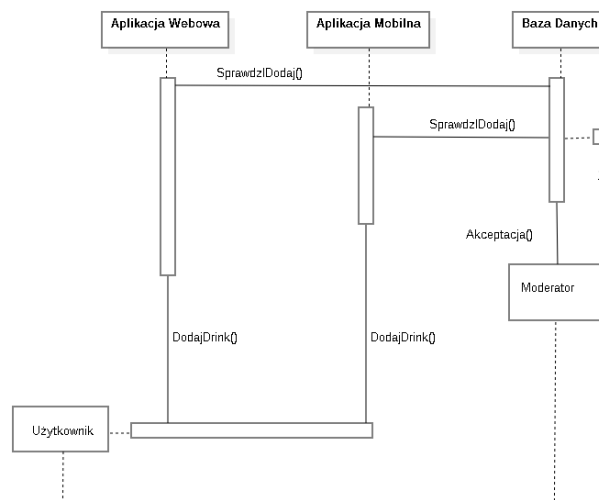 Aplikacja Webowa
Aplikacja Mobilna
Baza Danych
SprawdzIDodaj()
SprawdzIDodaj()
Akceptacja()
Moderator
DodajDrink()
DodajDrink()
Użytkownik